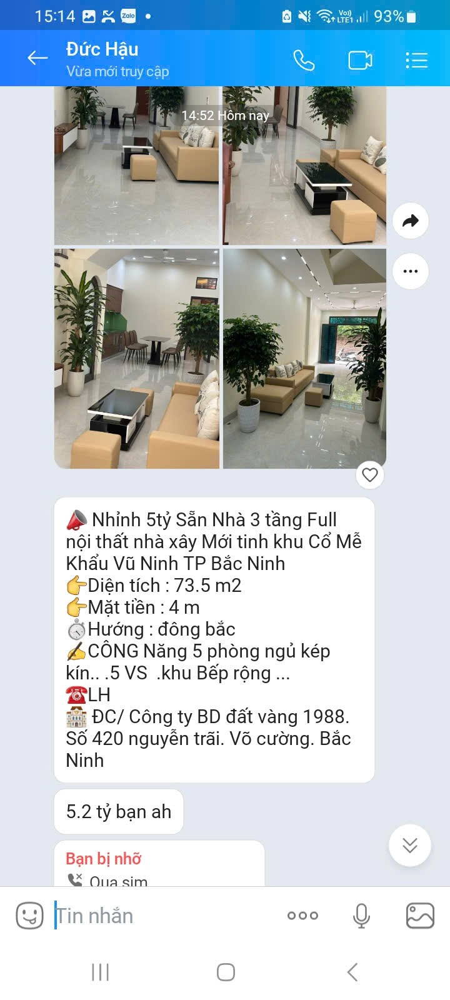 15:14 Zalo Vo)) LTE1 93%
Đức Hậu
Vừa mới truy cập
14:52 Hôm nay
📣 Nhỉnh 5tỷ Sẵn Nhà 3 tầng Full
nội thất nhà xây Mới tinh khu Cổ Mễ
Khẩu Vũ Ninh TP Bắc Ninh
👉Diện tích : 73.5 m2
👉Mặt tiền : 4 m
⏱Hướng : đông bắc
✍CÔNG Năng 5 phòng ngủ kép
kín.. .5 VS .khu Bếp rộng ...
☎LH
🏨 ĐC/ Công ty BD đất vàng 1988.
Số 420 nguyễn trãi. Võ cường. Bắc
Ninh
5.2 tỷ bạn ah
Bạn bị nhỡ
Qua sim
Tin nhắn